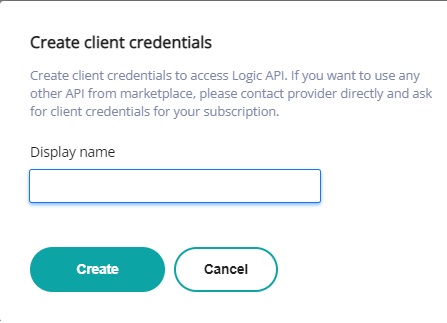 Create client credentials
Create client credentials to access Logic API. If you want to use any
other API from marketplace, please contact provider directly and ask
for client credentials for your subscription.
Display name
Create
Cancel